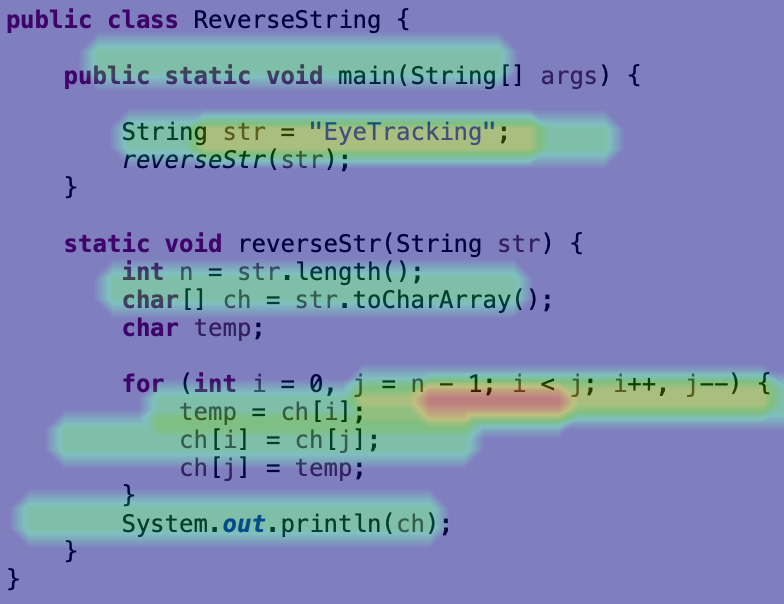 public class ReverseString {
public static void main(String[] args) {
String str = "EyeTracking";
reverseStr(str);
}
static void reverseStr(String str) {
int n = str.length();
char[] ch = str.toCharArray();
char temp;
for (int i = 0, j = n - 1; i < j; i++, j--) {
temp = ch[i];
ch[i] = ch[j];
ch[j] = temp;
}
System.out.println(ch);
}
}